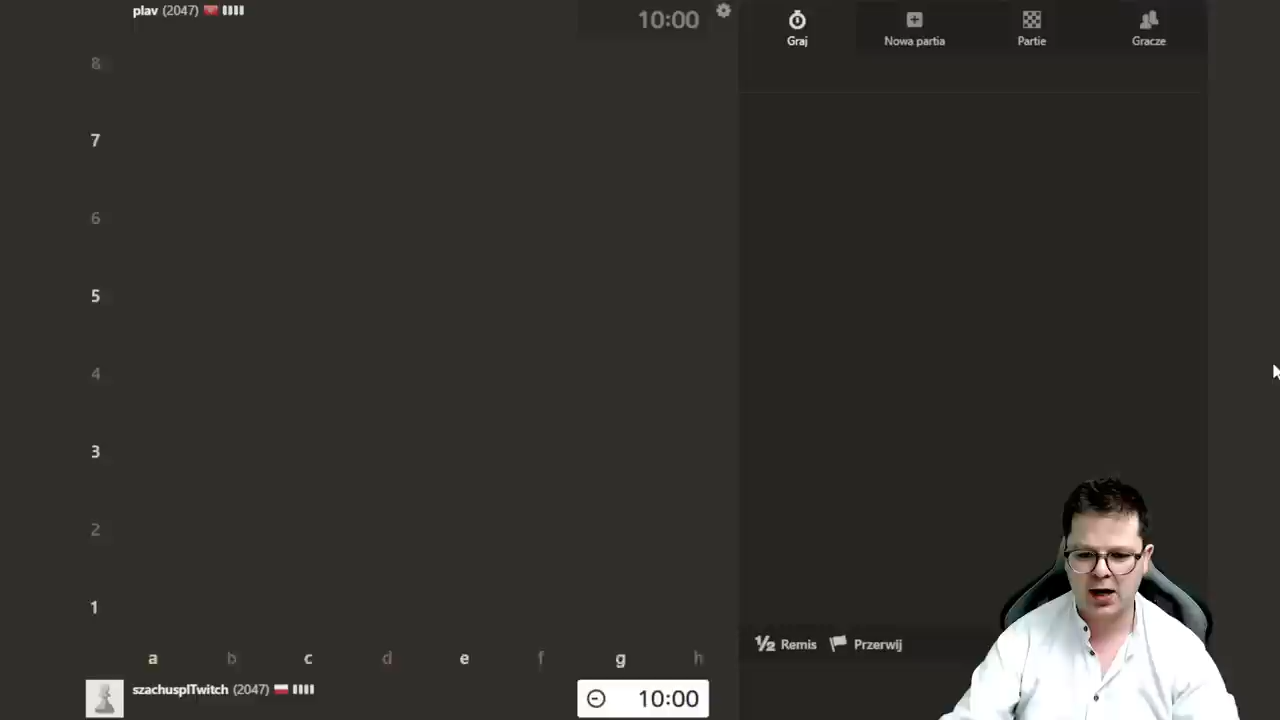 plav (2047)
10:00
Graj
Nowa partia
Partie
Gracze
8
7
6
5
4
3
2
1
½ Remis
Przerwij
a b c d e f g h
szachusplTwitch (2047)
10:00